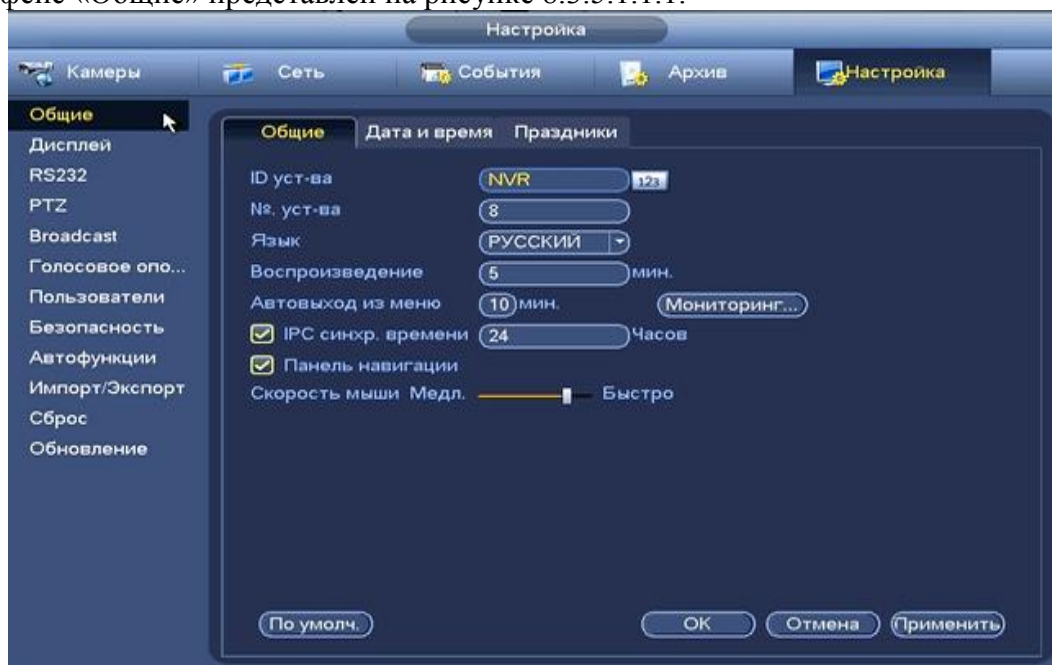 фейс «Общие» представлен на рисунке 6.3.5.1.1.1.
Настройка
Камеры Сеть События Архив Настройка
Общие
Дисплей
RS232
PTZ
Broadcast
Голосовое опо...
Пользователи
Безопасность
Автофункции
Импорт/Экспорт
Сброс
Обновление
Общие Дата и время Праздники
ID уст-ва NVR 123
№. уст-ва 8
Язык РУССКИЙ
Воспроизведение 5 мин.
Автовыход из меню 10 мин. Мониторинг...
IPC синхр. времени 24 Часов
Панель навигации
Скорость мыши Медл. Быстро
По умолч. OK Отмена Применить